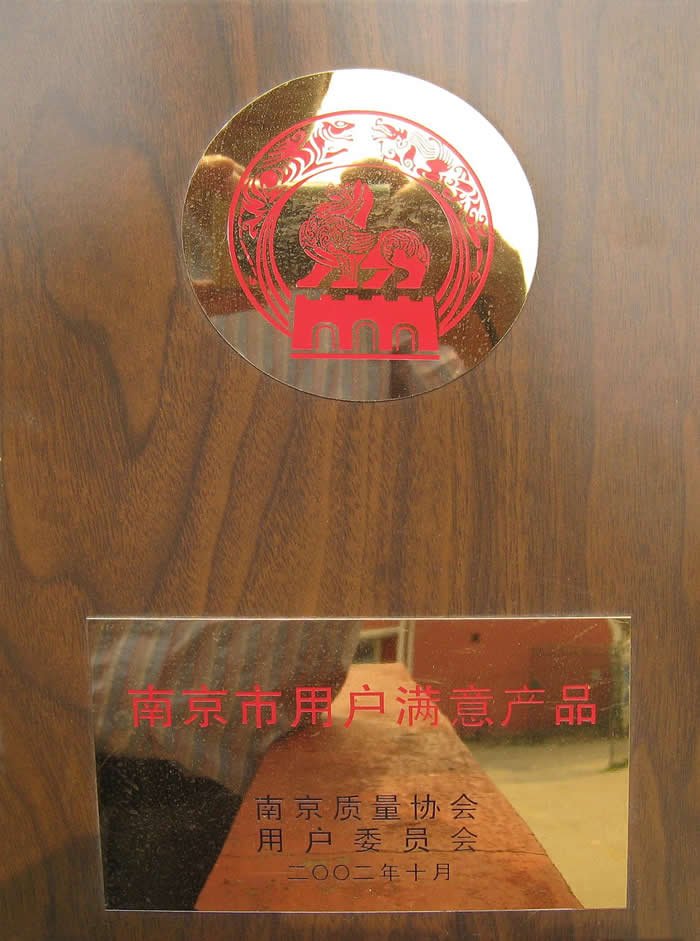 南京市用户满意产品
南京质量协会
用户委员会
二〇〇二年十月